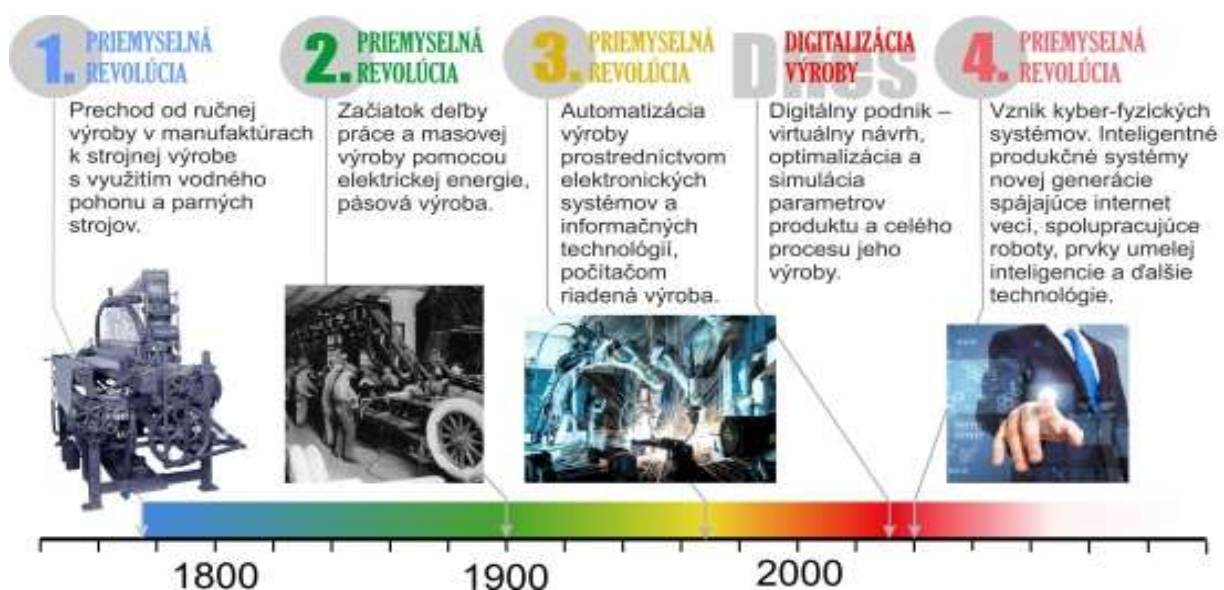 1. PRIEMYSELNÁ
REVOLÚCIA
Prechod od ručnej
výroby v manufaktúrach
k strojnej výrobe
s využitím vodného
pohonu a parných
strojov.
2. PRIEMYSELNÁ
REVOLÚCIA
Začiatok deľby
práce a masovej
výroby pomocou
elektrickej energie,
pásová výroba.
3. PRIEMYSELNÁ
REVOLÚCIA
Automatizácia
výroby
prostredníctvom
elektronických
systémov a
informačných
technológií,
počítačom
riadená výroba.
Dnes
DIGITALIZÁCIA
VÝROBY
Digitálny podnik –
virtuálny návrh,
optimalizácia a
simulácia
parametrov
produktu a celého
procesu jeho
výroby.
4. PRIEMYSELNÁ
REVOLÚCIA
Vznik kyber-fyzických
systémov. Inteligentné
produkčné systémy
novej generácie
spájajúce internet
vecí, spolupracujúce
roboty, prvky umelej
inteligencie a ďalšie
technológie.
1800
1900
2000